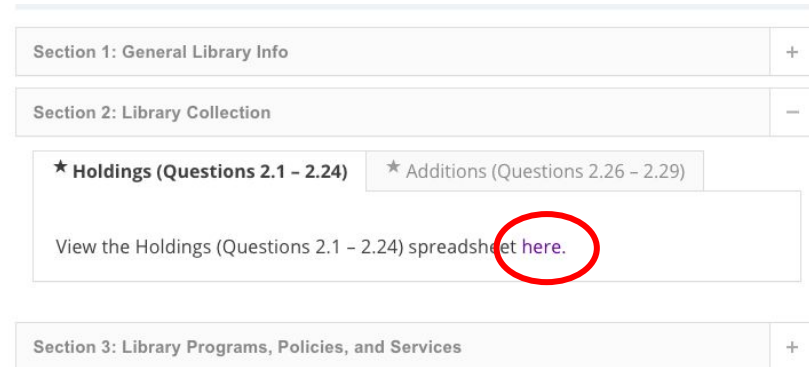 Section 1: General Library Info +
Section 2: Library Collection −
★ Holdings (Questions 2.1 – 2.24) ★ Additions (Questions 2.26 – 2.29)
View the Holdings (Questions 2.1 – 2.24) spreadsheet here.
Section 3: Library Programs, Policies, and Services +